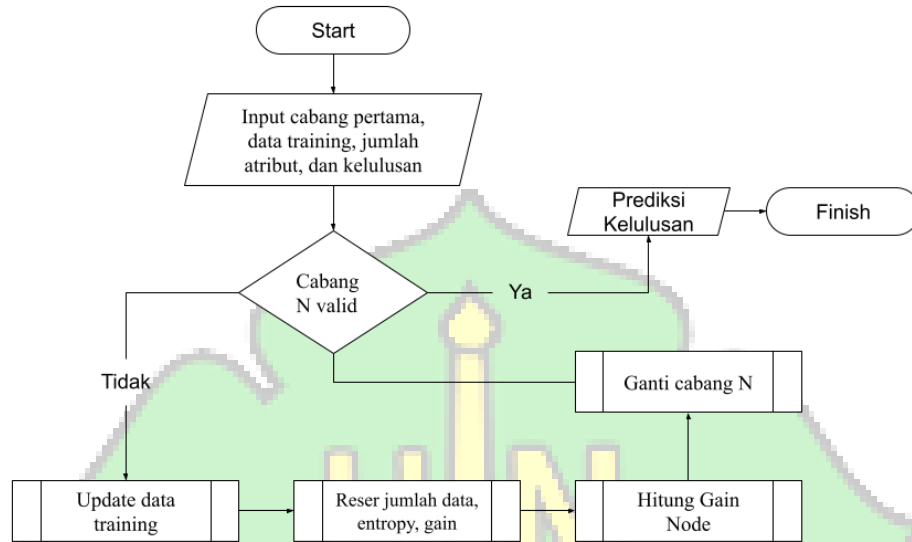 Start
Input cabang pertama,
data training, jumlah
atribut, dan kelulusan
Prediksi
Kelulusan
Finish
Cabang
N valid
Ya
Tidak
Ganti cabang N
Update data
training
Reser jumlah data,
entropy, gain
Hitung Gain
Node
UIN